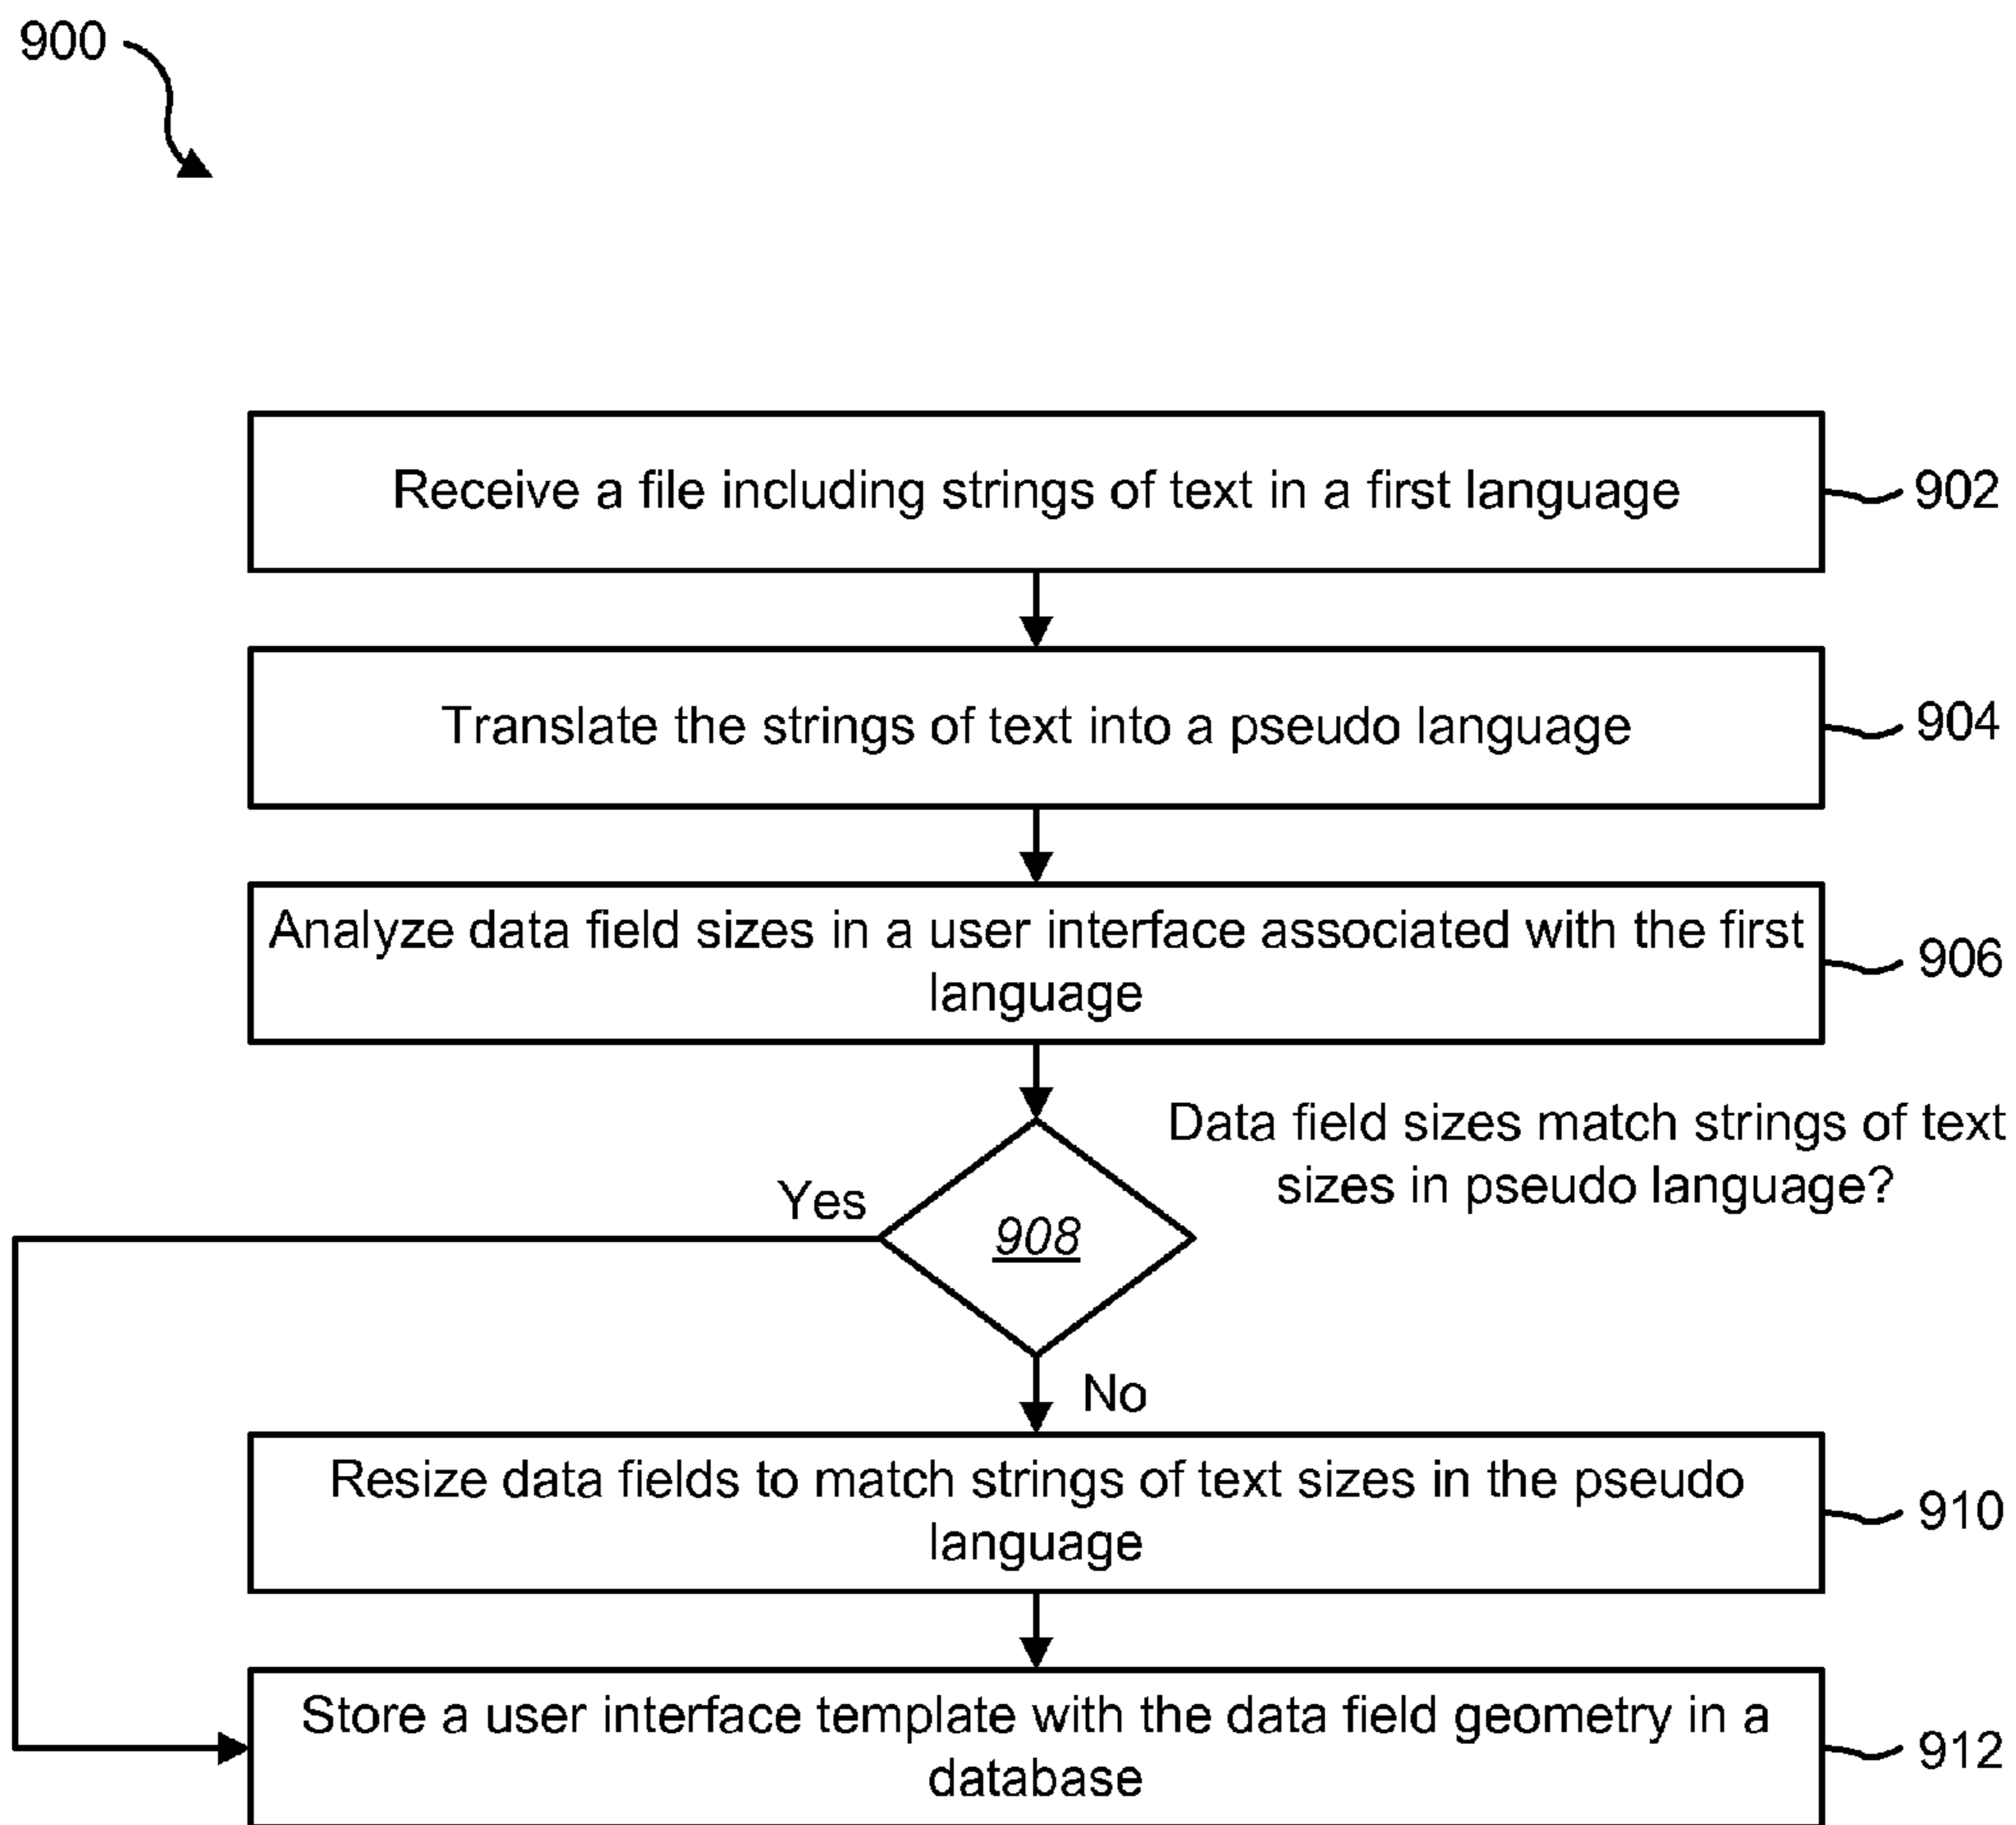 900
Receive a file including strings of text in a first language
902
Translate the strings of text into a pseudo language
904
Analyze data field sizes in a user interface associated with the first
language
906
Data field sizes match strings of text
sizes in pseudo language?
Yes
908
No
Resize data fields to match strings of text sizes in the pseudo
language
910
Store a user interface template with the data field geometry in a
database
912